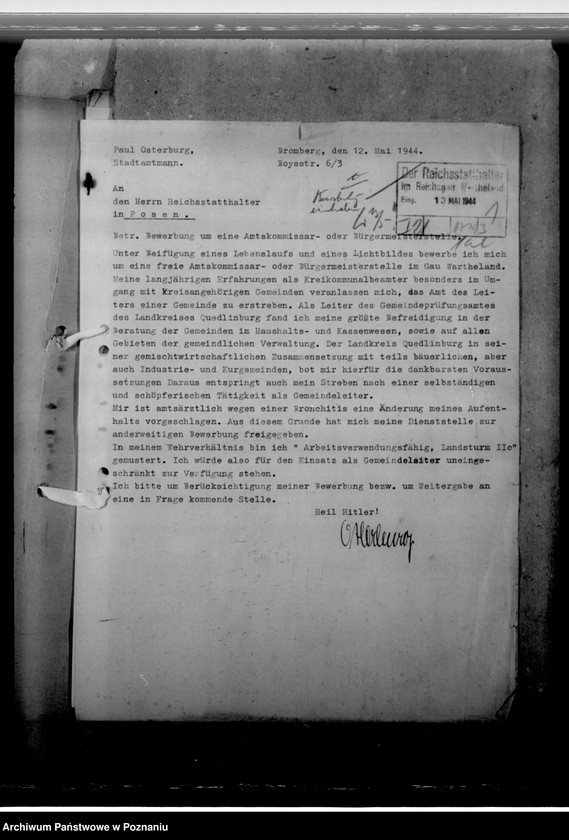 Paul Osterburg,
Stadtamtmann.
Bromberg, den 12. Mai 1944.
Boyestr. 6/3
An
den Herrn Reichsstatthalter
in P o s e n .
Der Reichsstatthalter
im Reichsgau Wartheland
Eing. 13 MAI 1944
Betr. Bewerbung um eine Amtskommissar- oder Bürgermeisterstelle.
Unter Beifügung eines Lebenslaufs und eines Lichtbildes bewerbe ich mich
um eine freie Amtskommissar- oder Bürgermeisterstelle im Gau Wartheland.
Meine langjährigen Erfahrungen als Kreikommunalbeamter besonders im Um-
gang mit kreisangehörigen Gemeinden veranlassen mich, das Amt des Lei-
ters einer Gemeinde zu erstreben. Als Leiter des Gemeindeprüfungsamtes
des Landkreises Quedlinburg fand ich meine größte Befreidigung in der
Beratung der Gemeinden im Haushalts- und Kassenwesen, sowie auf allen
Gebieten der gemeindlichen Verwaltung. Der Landkreis Quedlinburg in sei-
ner gemischtwirtschaftlichen Zusammensetzung mit teils bäuerlichen, aber
auch Industrie- und Kurgemeinden, bot mir hierfür die dankbarsten Voraus-
setzungen Daraus entspringt auch mein Streben nach einer selbständigen
und schöpferischen Tätigkeit als Gemeindeleiter.
Mir ist amtsärztlich wegen einer Bronchitis eine Änderung meines Aufent-
halts vorgeschlagen. Aus diesem Grunde hat mich meine Dienststelle zur
anderweitigen Bewerbung freigegeben.
In meinem Wehrverhältnis bin ich " Arbeitsverwendungsfähig, Landsturm IIc"
gemustert. Ich würde also für den Einsatz als Gemeindeleiter uneinge-
schränkt zur Verfügung stehen.
Ich bitte um Berücksichtigung meiner Bewerbung bezw. um Weitergabe an
eine in Frage kommende Stelle.
Heil Hitler!
Osterburg
Archiwum Państwowe w Poznaniu